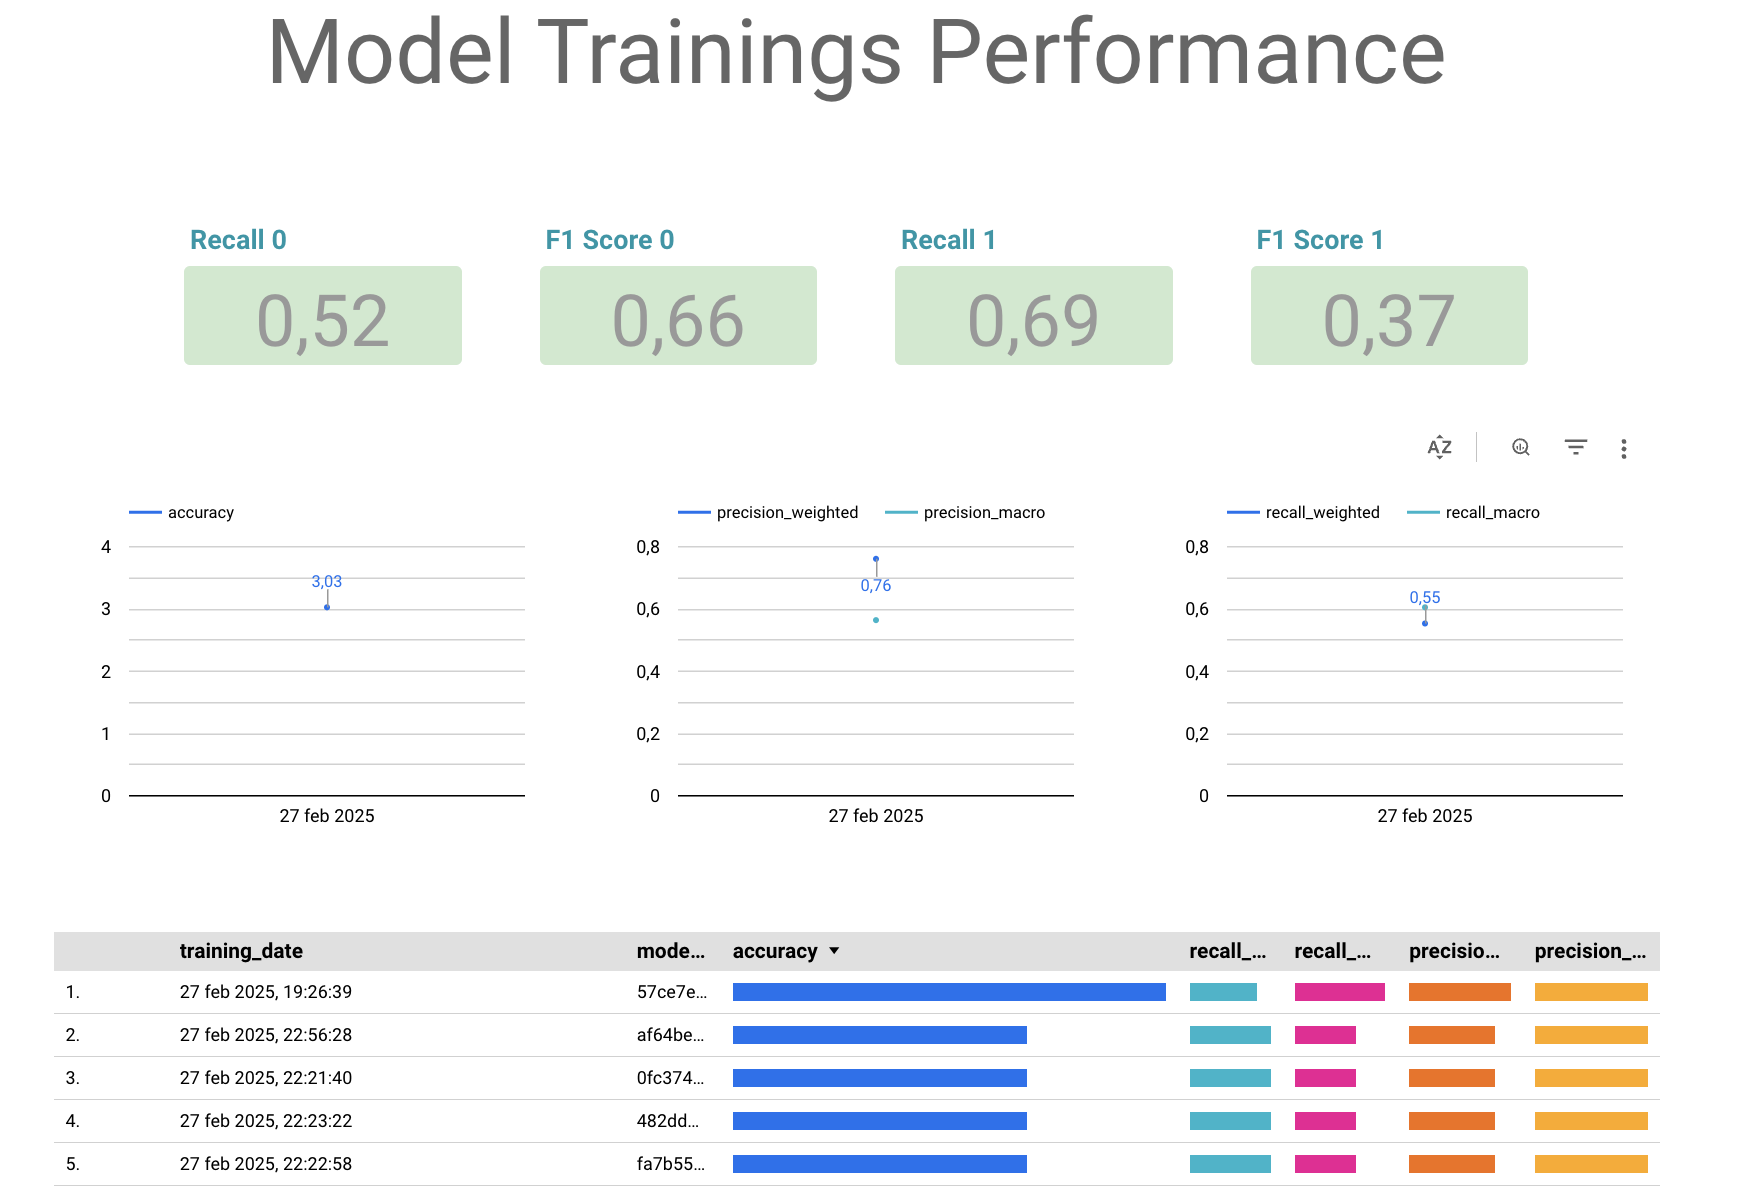 Model Trainings Performance
Recall 0
F1 Score 0
Recall 1
F1 Score 1
0,52
0,66
0,69
0,37
AZ
accuracy
4
3
2
1
0
3,03
27 feb 2025
precision_weighted
precision_macro
0,8
0,6
0,4
0,2
0
0,76
27 feb 2025
recall_weighted
recall_macro
0,8
0,6
0,4
0,2
0
0,55
27 feb 2025
training_date mode... accuracy recall_... recall_... precisio... precision_...
1. 27 feb 2025, 19:26:39 57ce7e...
2. 27 feb 2025, 22:56:28 af64be...
3. 27 feb 2025, 22:21:40 0fc374...
4. 27 feb 2025, 22:23:22 482dd...
5. 27 feb 2025, 22:22:58 fa7b55...